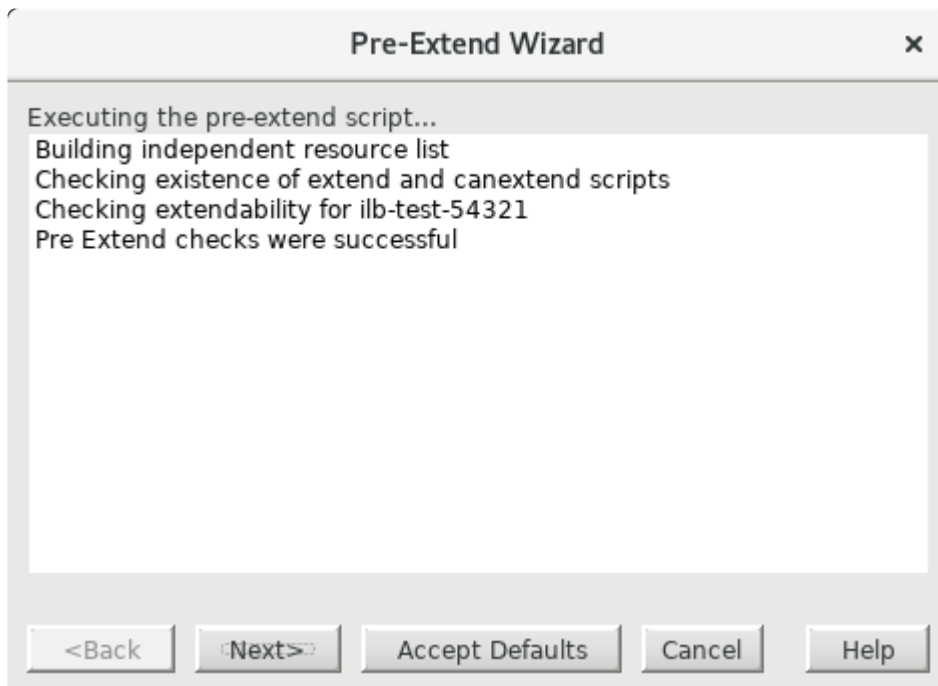 Pre-Extend Wizard ×
Executing the pre-extend script...
Building independent resource list
Checking existence of extend and canextend scripts
Checking extendability for ilb-test-54321
Pre Extend checks were successful
<Back Next> Accept Defaults Cancel Help